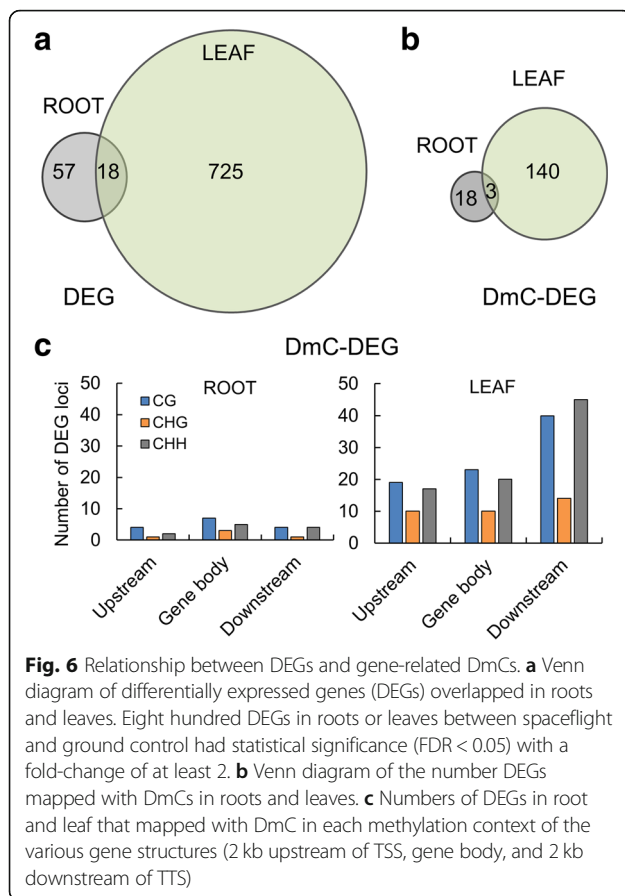 a
LEAF
ROOT
57
18
725
DEG
b
LEAF
ROOT
18
3
140
DmC-DEG
c
DmC-DEG
Number of DEG loci
50
40
30
20
10
0
ROOT
CG
CHG
CHH
Upstream
Gene body
Downstream
50
40
30
20
10
0
LEAF
Upstream
Gene body
Downstream
Fig. 6 Relationship between DEGs and gene-related DmCs. a Venn
diagram of differentially expressed genes (DEGs) overlapped in roots
and leaves. Eight hundred DEGs in roots or leaves between spaceflight
and ground control had statistical significance (FDR < 0.05) with a
fold-change of at least 2. b Venn diagram of the number DEGs
mapped with DmCs in roots and leaves. c Numbers of DEGs in root
and leaf that mapped with DmC in each methylation context of the
various gene structures (2 kb upstream of TSS, gene body, and 2 kb
downstream of TTS)